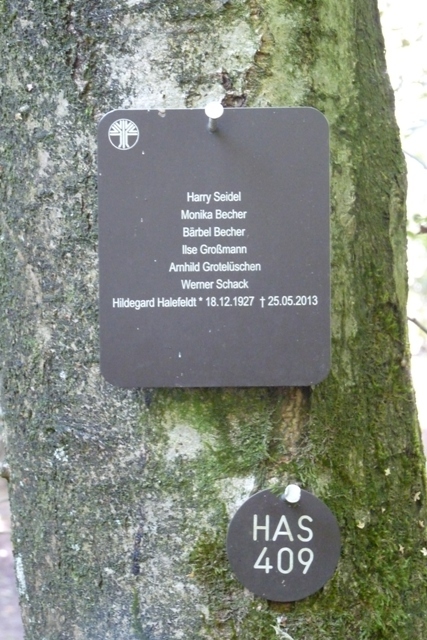 Harry Seidel
Monika Becher
Bärbel Becher
Ilse Großmann
Arnhild Grotelüschen
Werner Schack
Hildegard Halefeldt * 18.12.1927 † 25.05.2013
HAS
409